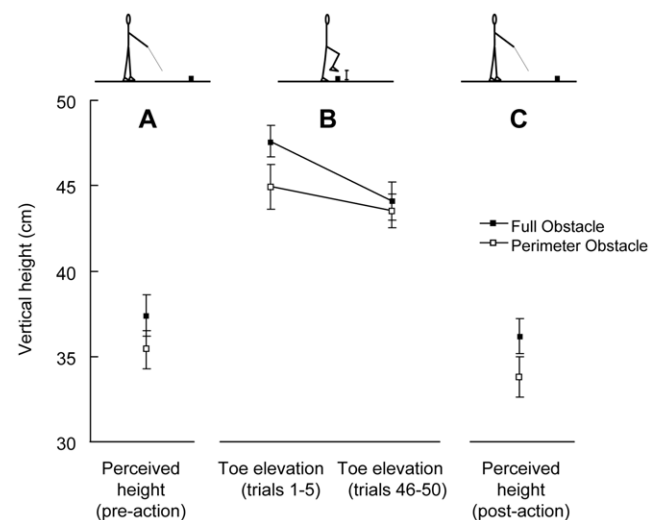 A
B
C
50
45
40
35
30
Vertical height (cm)
Full Obstacle
Perimeter Obstacle
Perceived
height
(pre-action)
Toe elevation
(trials 1-5)
Toe elevation
(trials 46-50)
Perceived
height
(post-action)